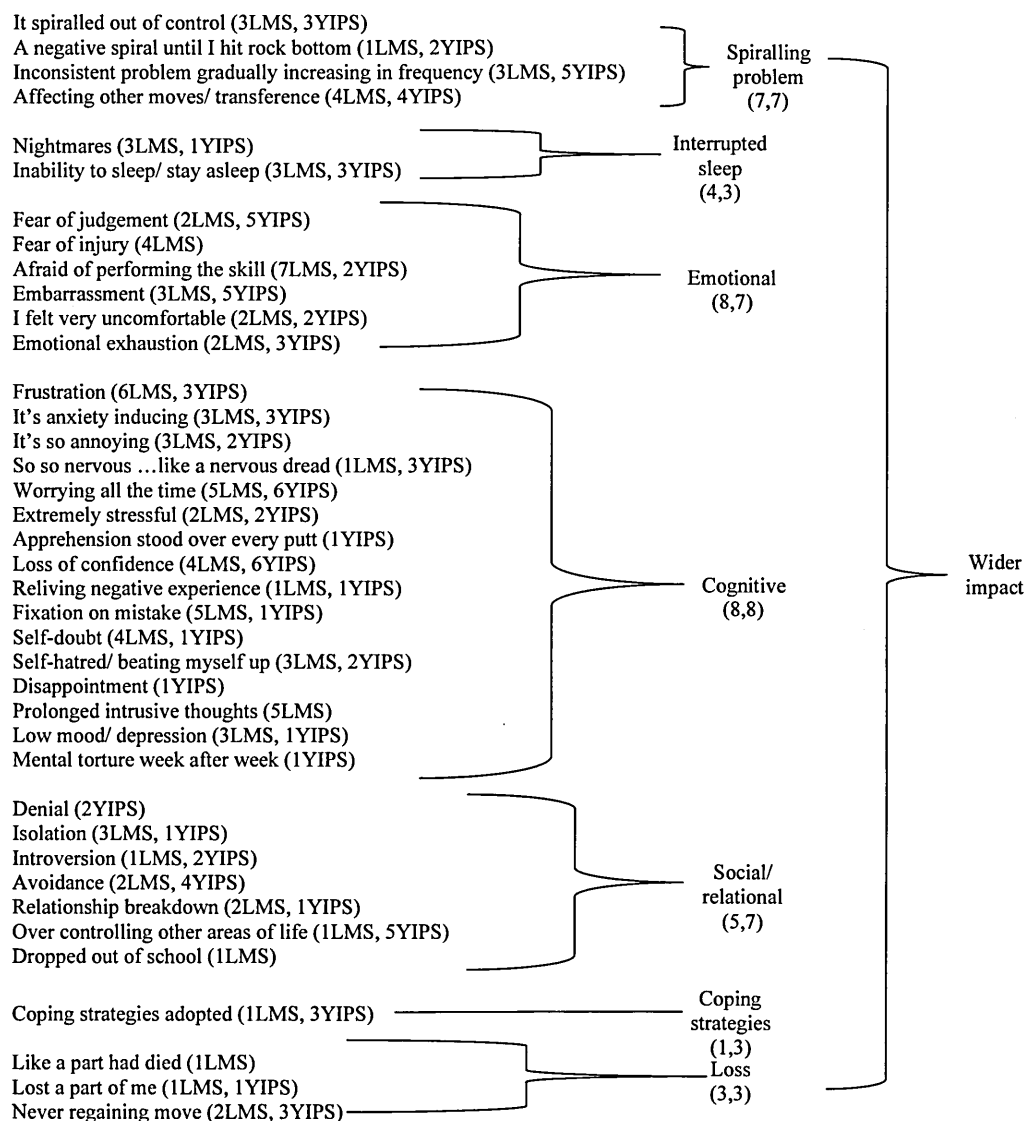 It spiralled out of control (3LMS, 3YIPS)
A negative spiral until I hit rock bottom (1LMS, 2YIPS)
Inconsistent problem gradually increasing in frequency (3LMS, 5YIPS)
Affecting other moves/ transference (4LMS, 4YIPS)
Spiralling
problem
(7,7)
Nightmares (3LMS, 1YIPS)
Inability to sleep/ stay asleep (3LMS, 3YIPS)
Interrupted
sleep
(4,3)
Fear of judgement (2LMS, 5YIPS)
Fear of injury (4LMS)
Afraid of performing the skill (7LMS, 2YIPS)
Embarrassment (3LMS, 5YIPS)
I felt very uncomfortable (2LMS, 2YIPS)
Emotional exhaustion (2LMS, 3YIPS)
Emotional
(8,7)
Frustration (6LMS, 3YIPS)
It's anxiety inducing (3LMS, 3YIPS)
It's so annoying (3LMS, 2YIPS)
So so nervous ...like a nervous dread (1LMS, 3YIPS)
Worrying all the time (5LMS, 6YIPS)
Extremely stressful (2LMS, 2YIPS)
Apprehension stood over every putt (1YIPS)
Loss of confidence (4LMS, 6YIPS)
Reliving negative experience (1LMS, 1YIPS)
Fixation on mistake (5LMS, 1YIPS)
Self-doubt (4LMS, 1YIPS)
Self-hatred/ beating myself up (3LMS, 2YIPS)
Disappointment (1YIPS)
Prolonged intrusive thoughts (5LMS)
Low mood/ depression (3LMS, 1YIPS)
Mental torture week after week (1YIPS)
Cognitive
(8,8)
Denial (2YIPS)
Isolation (3LMS, 1YIPS)
Introversion (1LMS, 2YIPS)
Avoidance (2LMS, 4YIPS)
Relationship breakdown (2LMS, 1YIPS)
Over controlling other areas of life (1LMS, 5YIPS)
Dropped out of school (1LMS)
Social/
relational
(5,7)
Coping strategies adopted (1LMS, 3YIPS)
Coping
strategies
(1,3)
Like a part had died (1LMS)
Lost a part of me (1LMS, 1YIPS)
Never regaining move (2LMS, 3YIPS)
Loss
(3,3)
Wider
impact